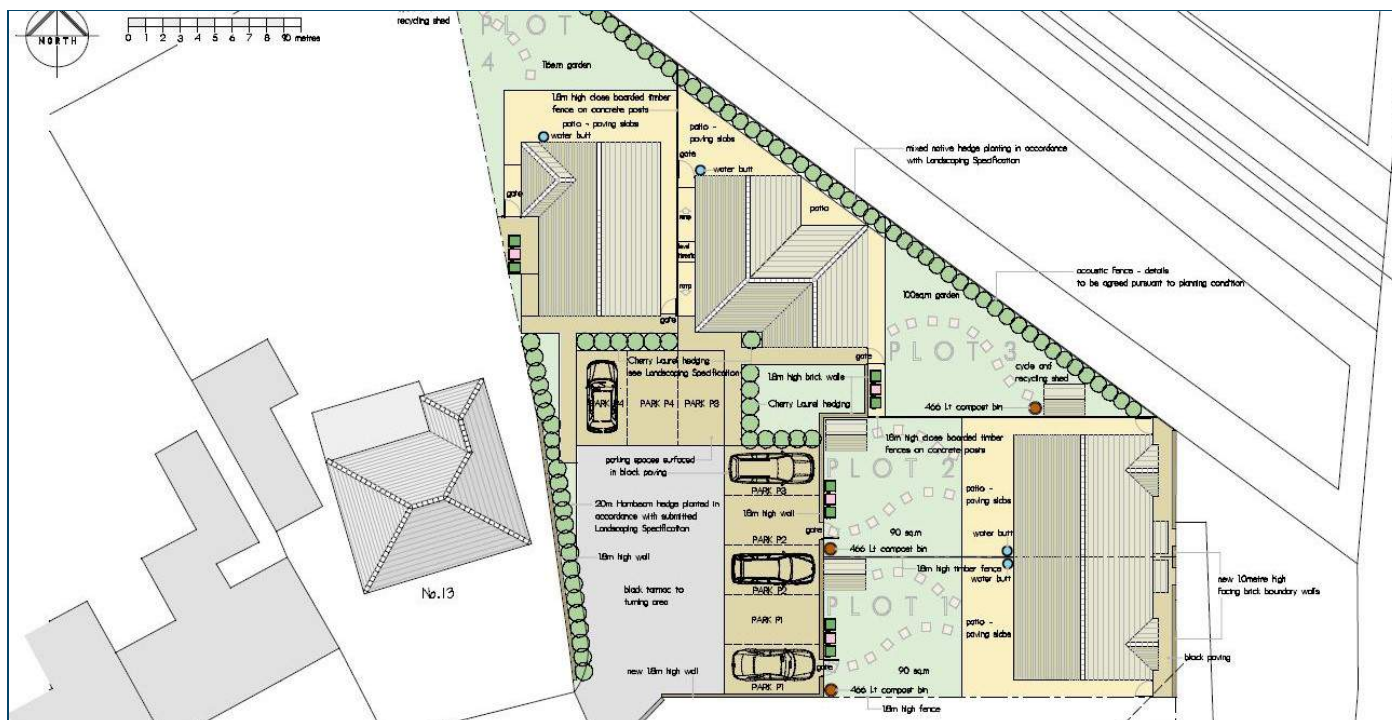 recycling shed
NORTH
0 1 2 3 4 5 6 7 8 9 10 metres
PLOT
4
116sq.m garden
1.8m high close boarded timber
fence on concrete posts
patio - paving slabs
water butt
patio -
paving slabs
gate
water butt
mixed native hedge planting in accordance
with Landscaping Specification
gate
ramp
patio
level
ramp
acoustic fence - details
to be agreed pursuant to planning condition
100sq.m garden
gate
PLOT 3
gate
Cherry Laurel hedging
see Landscaping Specification
cycle and
recycling shed
1.8m high brick walls
PARK P4
PARK P4
PARK P3
Cherry Laurel hedging
466 Lt compost bin
1.8m high close boarded timber
fences on concrete posts
parking spaces surfaced
in block paving
PLOT 2
PARK P3
patio -
paving slabs
20m Hornbeam hedge planted in
accordance with submitted
Landscaping Specification
1.8m high wall
gate
90 sq.m
water butt
PARK P2
466 Lt compost bin
1.8m high wall
1.8m high timber fence
water butt
new 1.0metre high
facing brick boundary walls
No.13
black tarmac to
turning area
PARK P2
PLOT 1
PARK P1
patio -
paving slabs
block paving
new 1.8m high wall
gate
90 sq.m
PARK P1
466 Lt compost bin
1.8m high fence